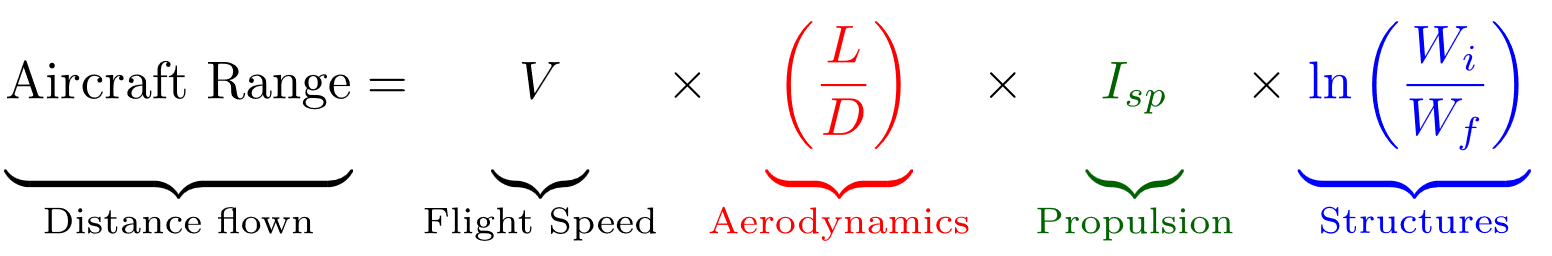 Aircraft Range = V × (L/D) × I_sp × ln(W_i/W_f)
Distance flown Flight Speed Aerodynamics Propulsion Structures